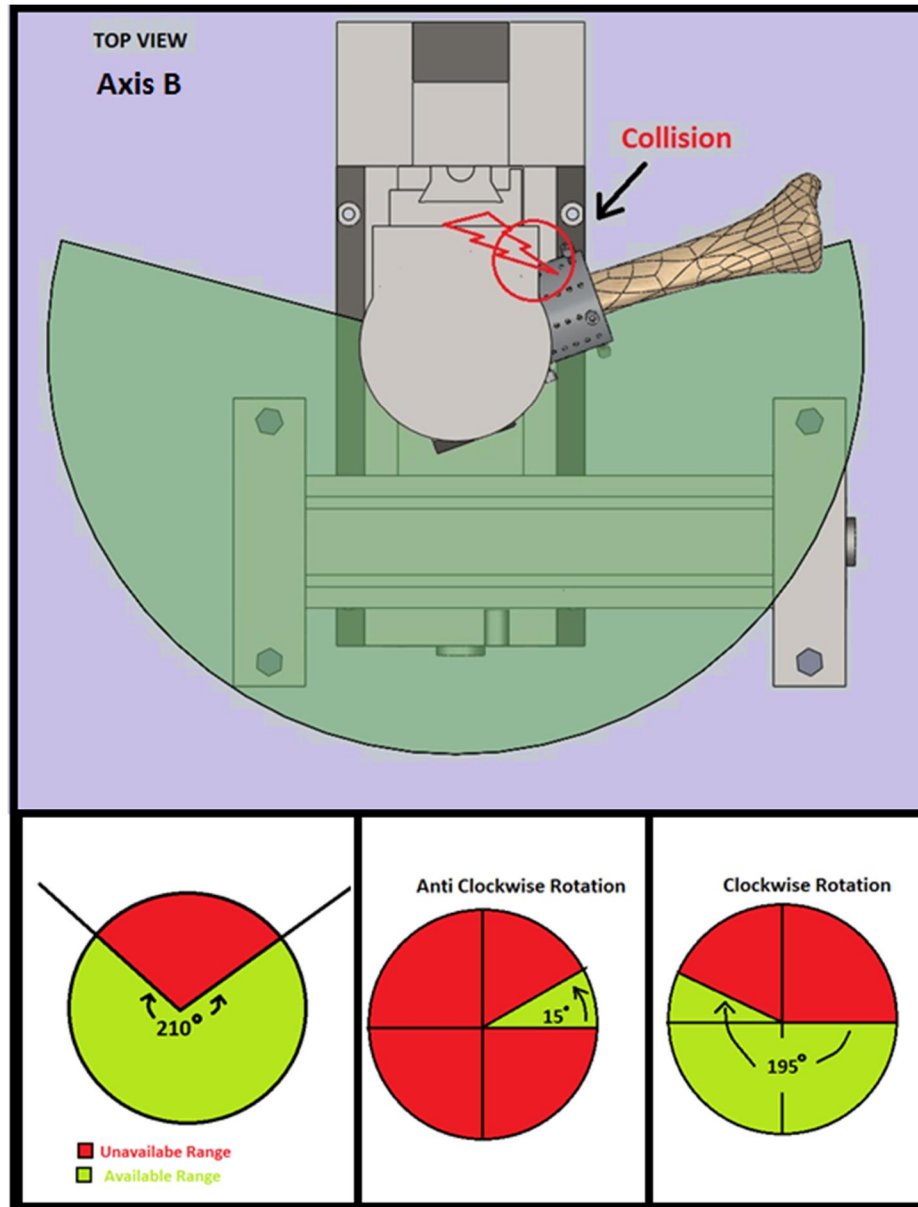 TOP VIEW
Axis B
Collision
210°
Unavailabe Range
Available Range
Anti Clockwise Rotation
15°
Clockwise Rotation
195°